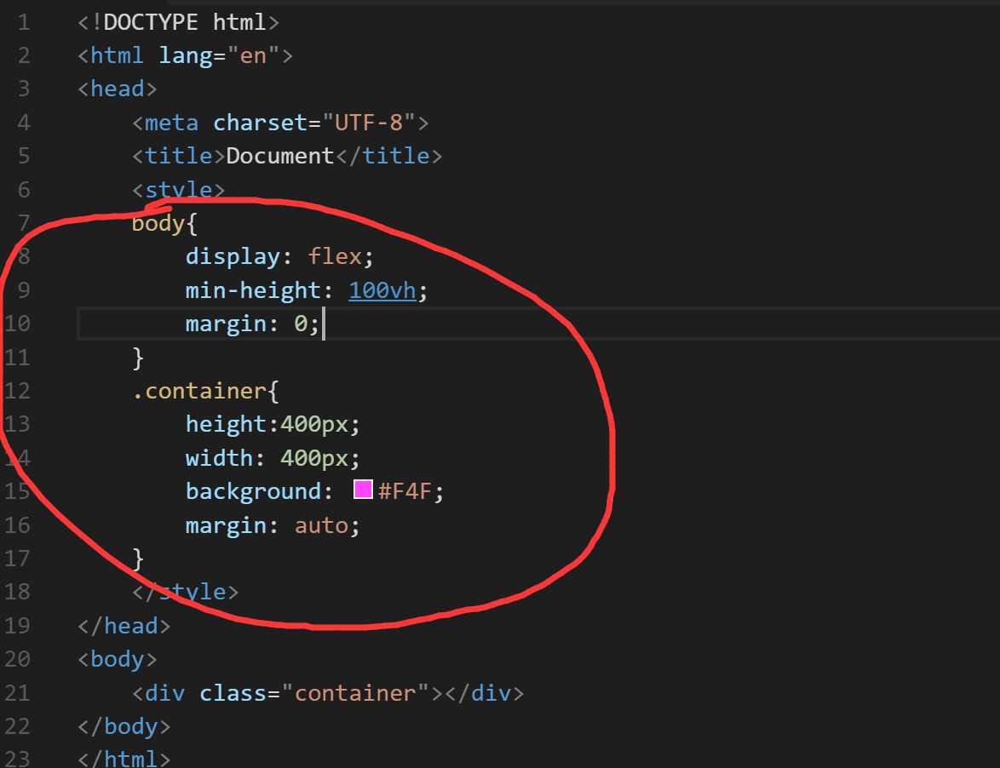 1 <!DOCTYPE html>
2 <html lang="en">
3 <head>
4     <meta charset="UTF-8">
5     <title>Document</title>
6     <style>
7     body{
8         display: flex;
9         min-height: 100vh;
10         margin: 0;
11     }
12     .container{
13         height:400px;
14         width: 400px;
15         background: #F4F;
16         margin: auto;
17     }
18     </style>
19 </head>
20 <body>
21     <div class="container"></div>
22 </body>
23 </html>